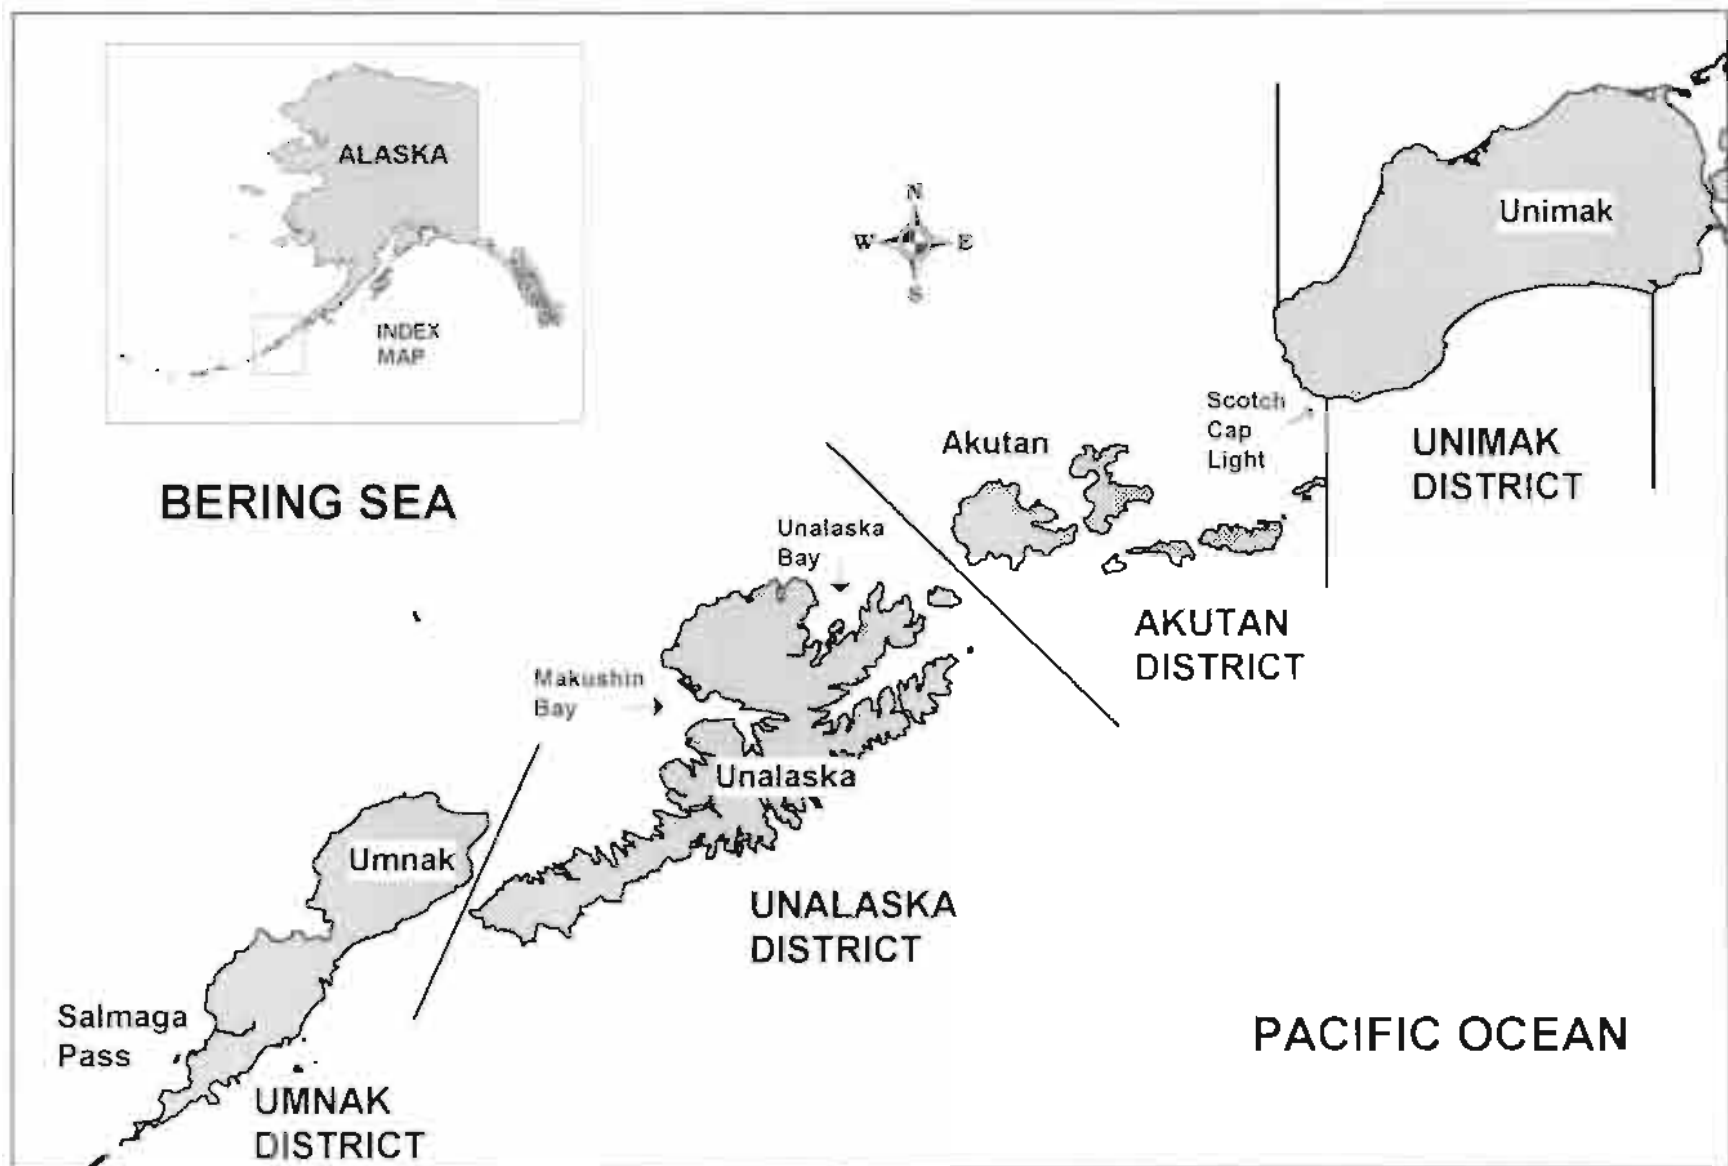 ALASKA
INDEX
MAP
N
W
E
S
Unimak
Scotch
Cap
Light
UNIMAK
DISTRICT
Akutan
BERING SEA
Unalaska
Bay
AKUTAN
DISTRICT
Makushin
Bay
Unalaska
Umnak
UNALASKA
DISTRICT
Salmaga
Pass
PACIFIC OCEAN
UMNAK
DISTRICT